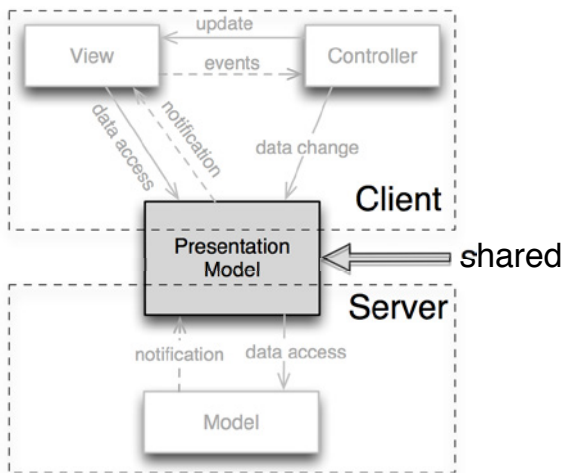 update
View
events
Controller
data access
notification
data change
Client
Presentation
Model
shared
Server
notification
data access
Model